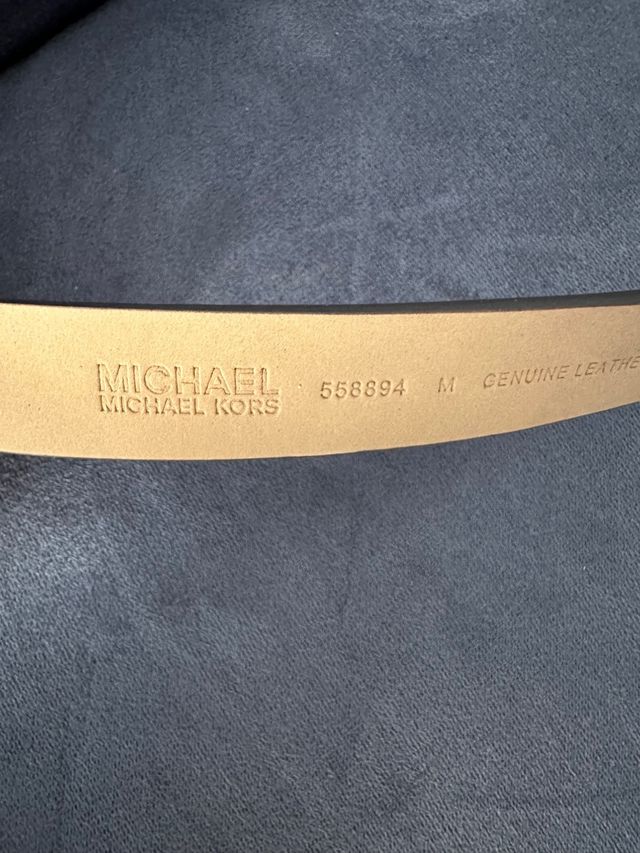 MICHAEL
MICHAEL KORS
558894 M GENUINE LEATHE